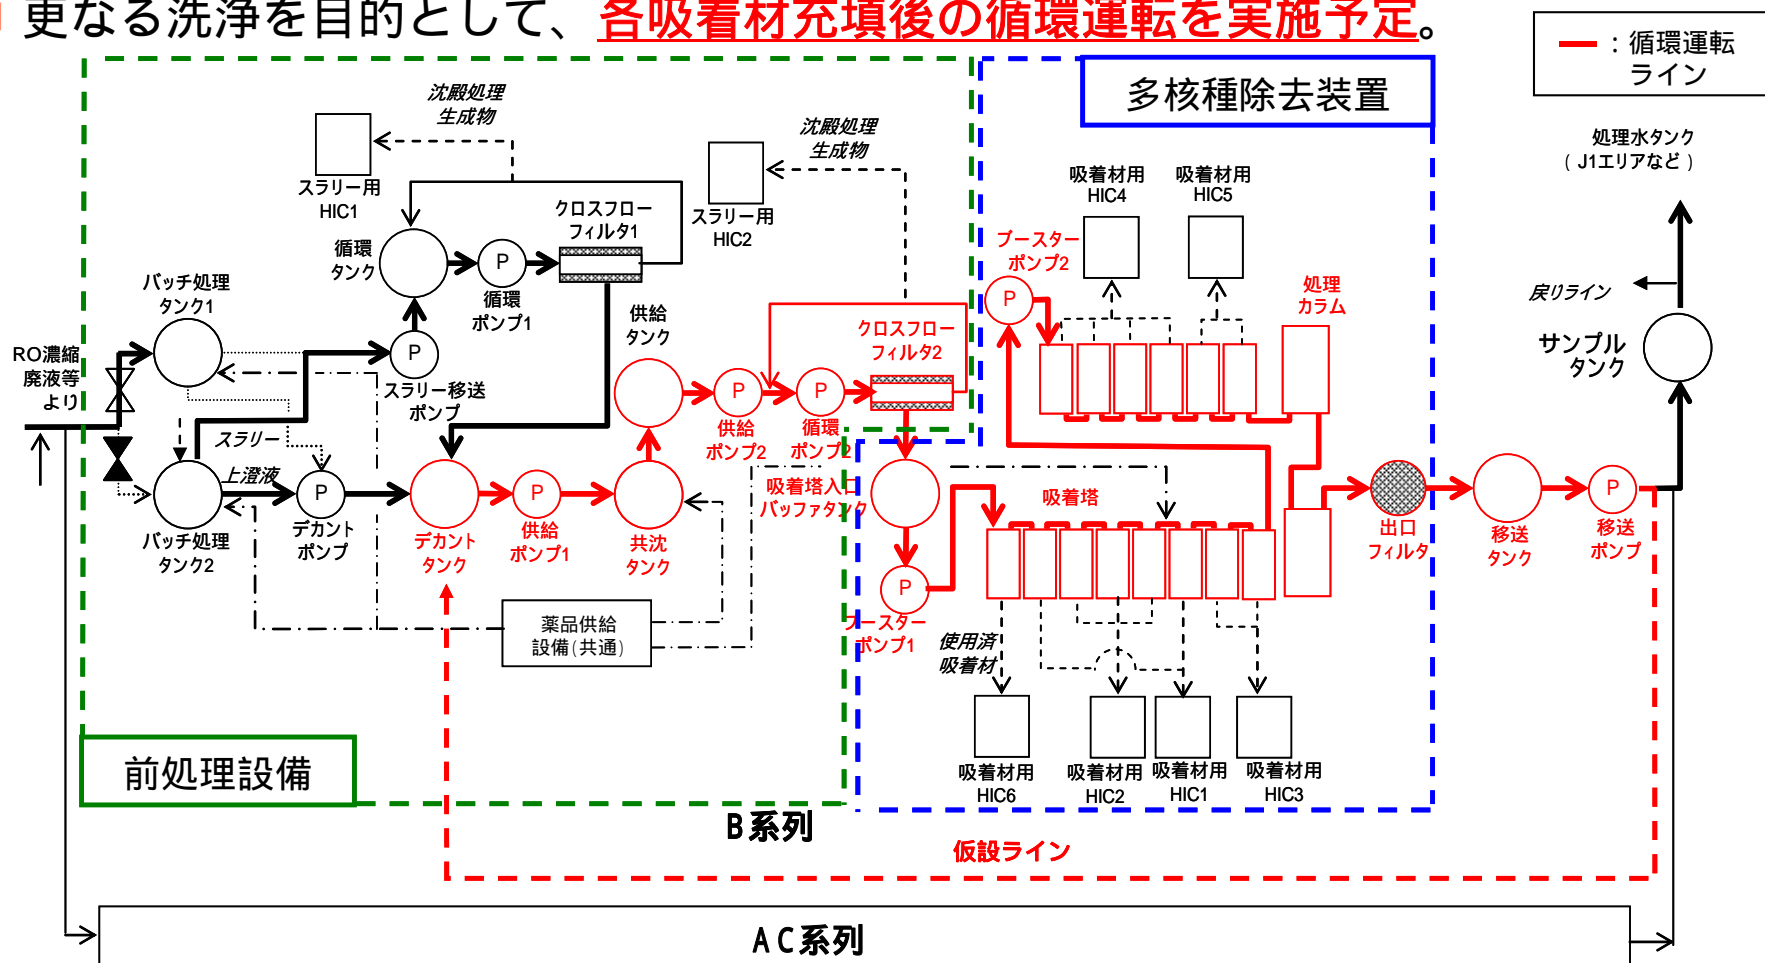 更なる洗浄を目的として、各吸着材充填後の循環運転を実施予定。
：循環運転
ライン
多核種除去装置
処理水タンク
（J1エリアなど）
沈殿処理
生成物
沈殿処理
生成物
スラリー用
HIC1
スラリー用
HIC2
吸着材用
HIC4
吸着材用
HIC5
クロスフロー
フィルタ1
循環
タンク
P
循環
ポンプ1
ブースター
ポンプ2
P
処理
カラム
戻りライン
バッチ処理
タンク1
供給
タンク
クロスフロー
フィルタ2
サンプル
タンク
RO濃縮
廃液等
より
P
スラリー移送
ポンプ
P
供給
ポンプ2
P
循環
ポンプ2
スラリー
上澄液
P
デカント
ポンプ
バッチ処理
タンク2
デカント
タンク
P
供給
ポンプ1
共沈
タンク
吸着塔入口
バッファタンク
吸着塔
出口
フィルタ
移送
タンク
P
移送
ポンプ
P
ブースター
ポンプ1
薬品供給
設備(共通)
使用済
吸着材
吸着材用
HIC6
吸着材用
HIC2
吸着材用
HIC1
吸着材用
HIC3
前処理設備
B系列
仮設ライン
AC系列